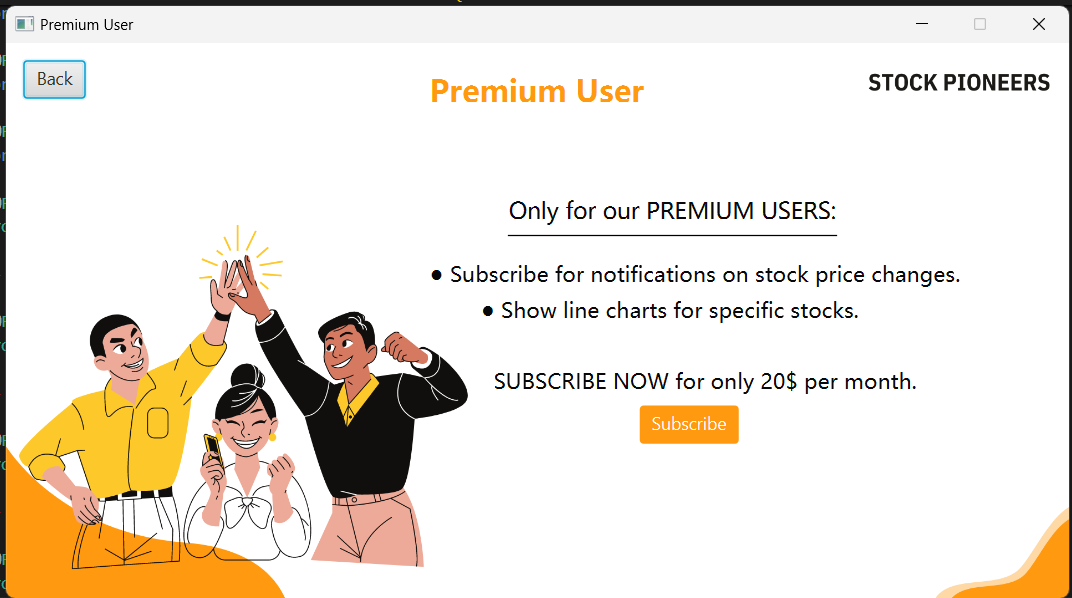 Premium User
Back
Premium User
STOCK PIONEERS
Only for our PREMIUM USERS:
● Subscribe for notifications on stock price changes.
● Show line charts for specific stocks.
SUBSCRIBE NOW for only 20$ per month.
Subscribe